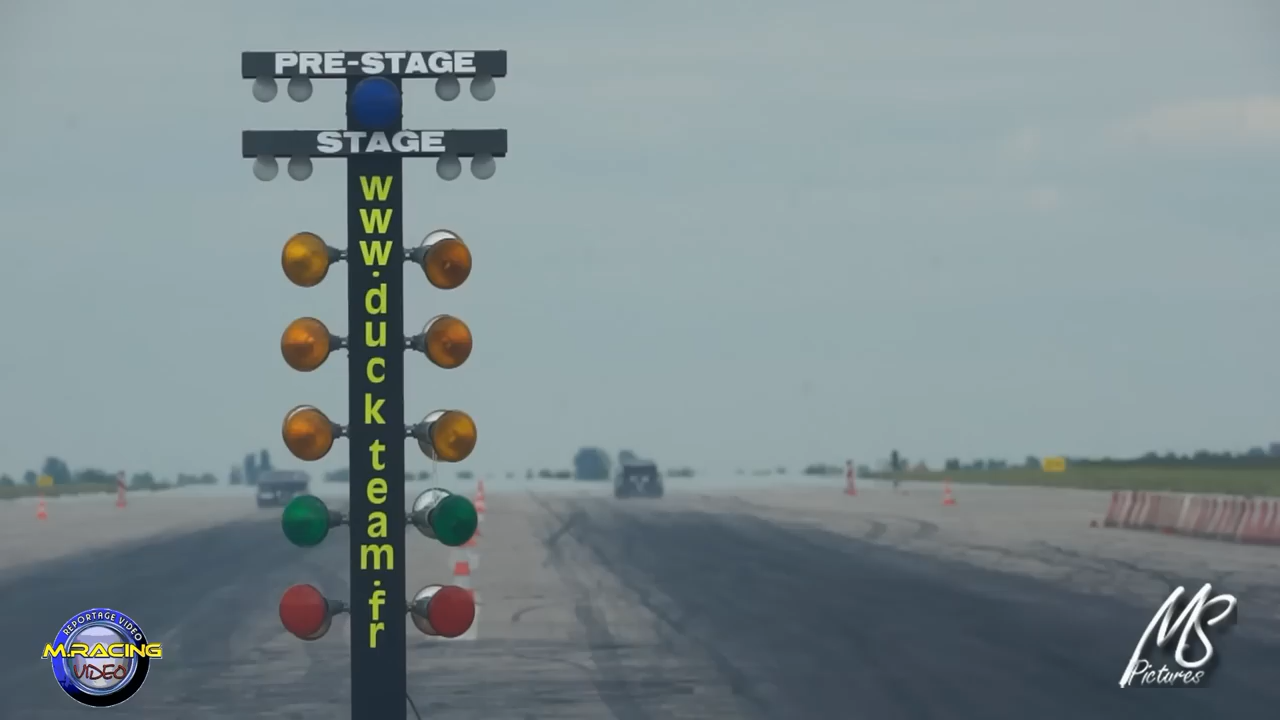 PRE-STAGE
STAGE
www.duckteam.fr
REPORTAGE VIDEO
M.RACING
VIDEO
MS
Pictures